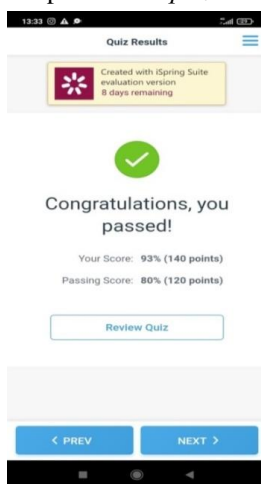 13:33
Quiz Results
Created with iSpring Suite
evaluation version
8 days remaining
Congratulations, you
passed!
Your Score: 93% (140 points)
Passing Score: 80% (120 points)
Review Quiz
< PREV
NEXT >